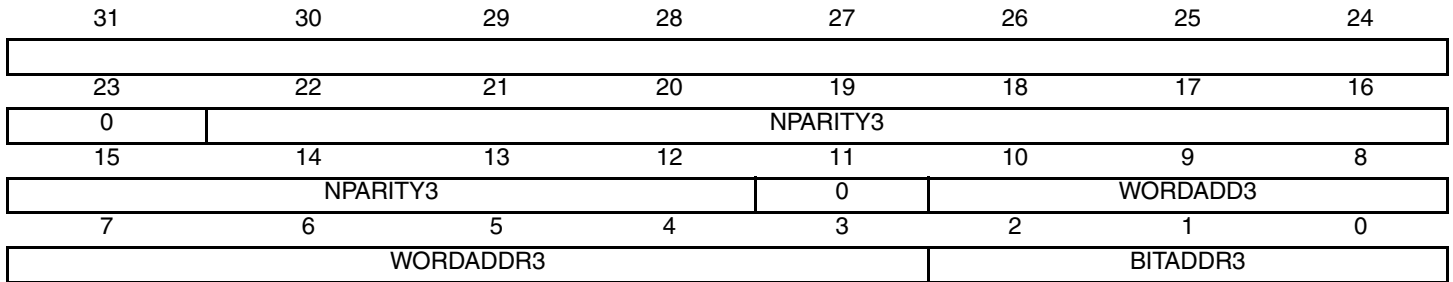 31 30 29 28 27 26 25 24
23 22 21 20 19 18 17 16
0 NPARITY3
15 14 13 12 11 10 9 8
NPARITY3 0 WORDADD3
7 6 5 4 3 2 1 0
WORDADDR3 BITADDR3